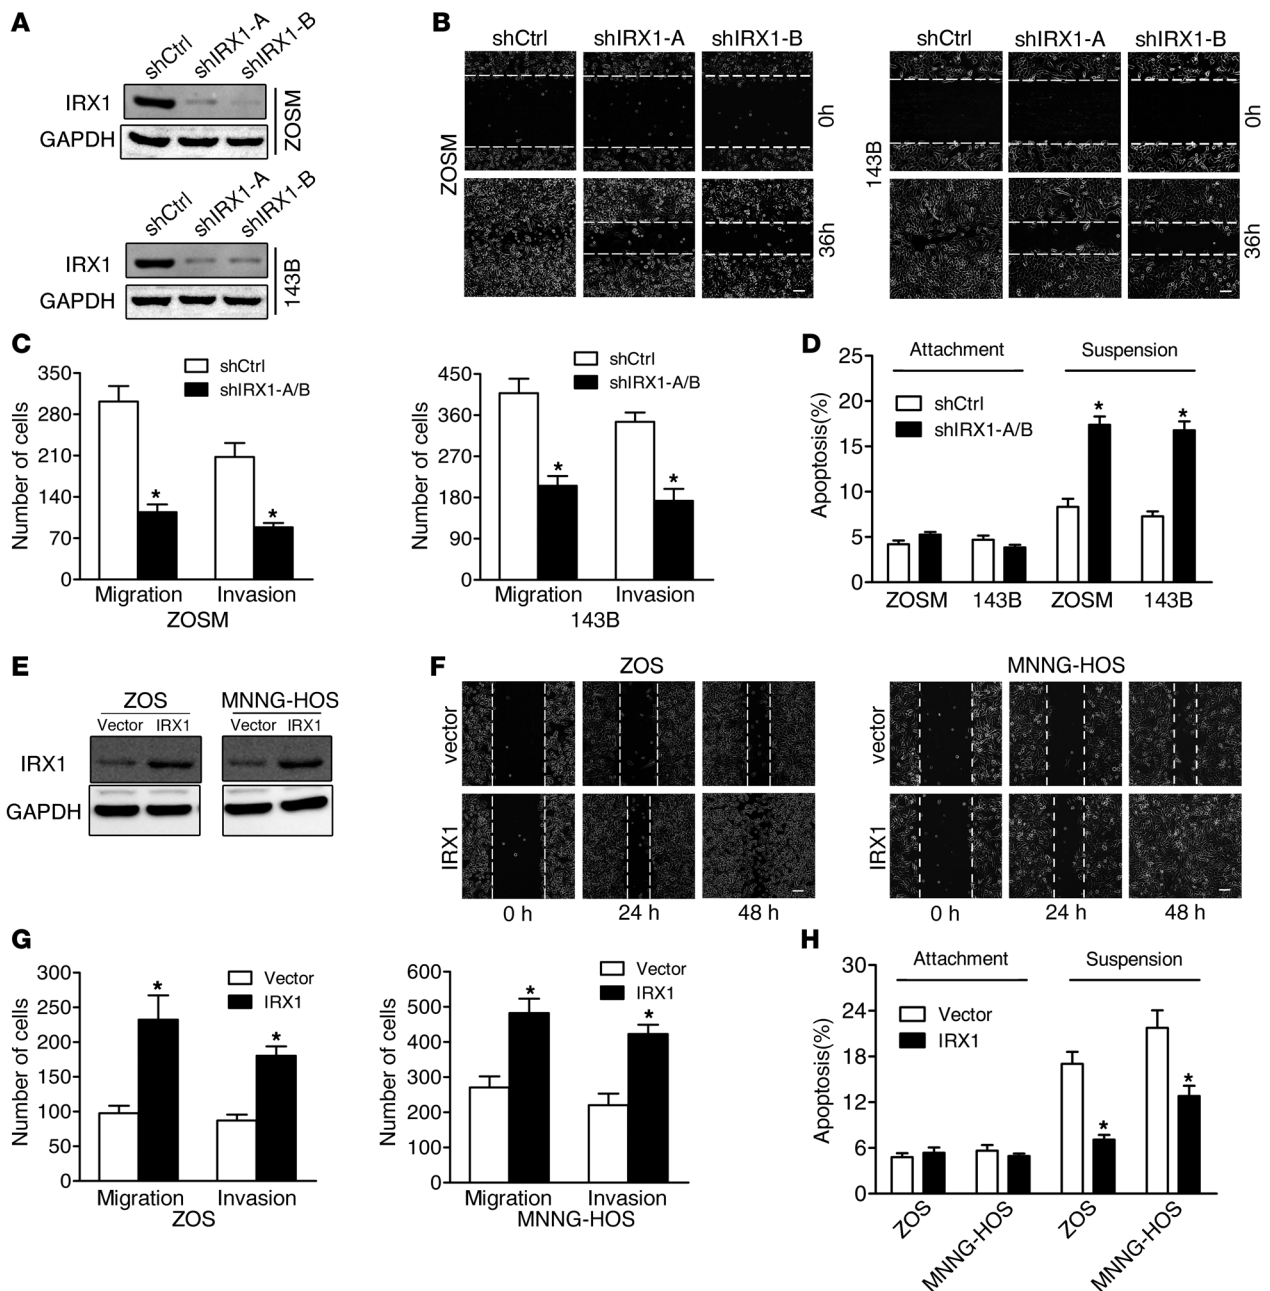 A
shCtrl
shIRX1-A
shIRX1-B
IRX1
GAPDH
ZOSM
shCtrl
shIRX1-A
shIRX1-B
IRX1
GAPDH
143B
B
shCtrl
shIRX1-A
shIRX1-B
ZOSM
0h
36h
shCtrl
shIRX1-A
shIRX1-B
143B
0h
36h
C
shCtrl
shIRX1-A/B
Number of cells
350
280
210
140
70
0
*
*
Migration
Invasion
ZOSM
shCtrl
shIRX1-A/B
Number of cells
450
360
270
180
90
0
*
*
Migration
Invasion
143B
D
Attachment
Suspension
shCtrl
shIRX1-A/B
Apoptosis(%)
25
20
15
10
5
0
*
*
ZOSM
143B
ZOSM
143B
E
ZOS
MNNG-HOS
Vector
IRX1
Vector
IRX1
IRX1
GAPDH
F
ZOS
vector
IRX1
0 h
24 h
48 h
MNNG-HOS
vector
IRX1
0 h
24 h
48 h
G
Vector
IRX1
Number of cells
300
250
200
150
100
50
0
*
*
Migration
Invasion
ZOS
Vector
IRX1
Number of cells
600
500
400
300
200
100
0
*
*
Migration
Invasion
MNNG-HOS
H
Attachment
Suspension
Vector
IRX1
Apoptosis(%)
30
24
18
12
6
0
*
*
ZOS
MNNG-HOS
ZOS
MNNG-HOS